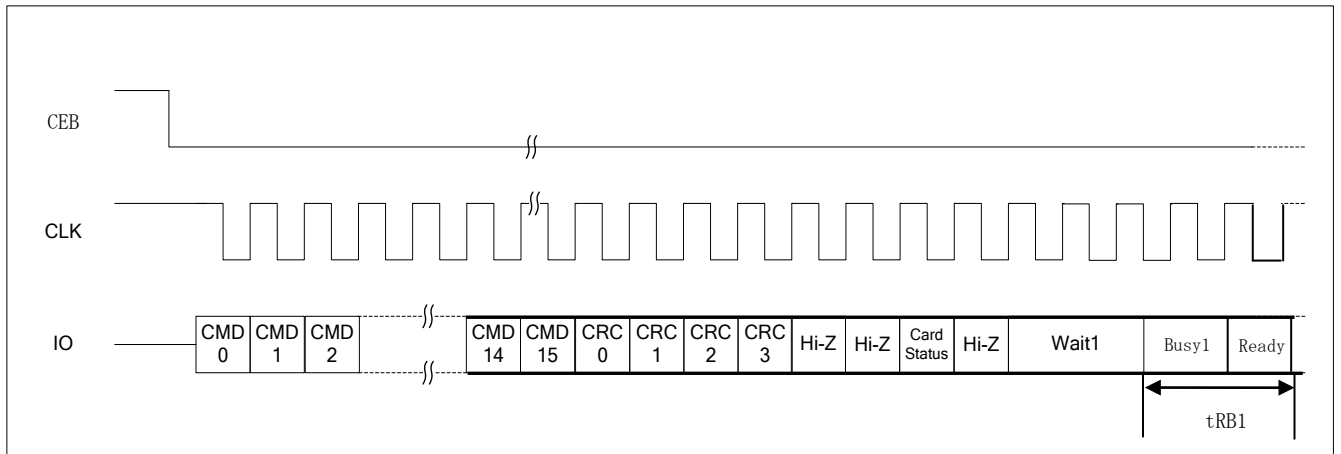 CEB
CLK
IO
CMD 0
CMD 1
CMD 2
CMD 14
CMD 15
CRC 0
CRC 1
CRC 2
CRC 3
Hi-Z
Hi-Z
Card Status
Hi-Z
Wait1
Busy1
Ready
tRB1